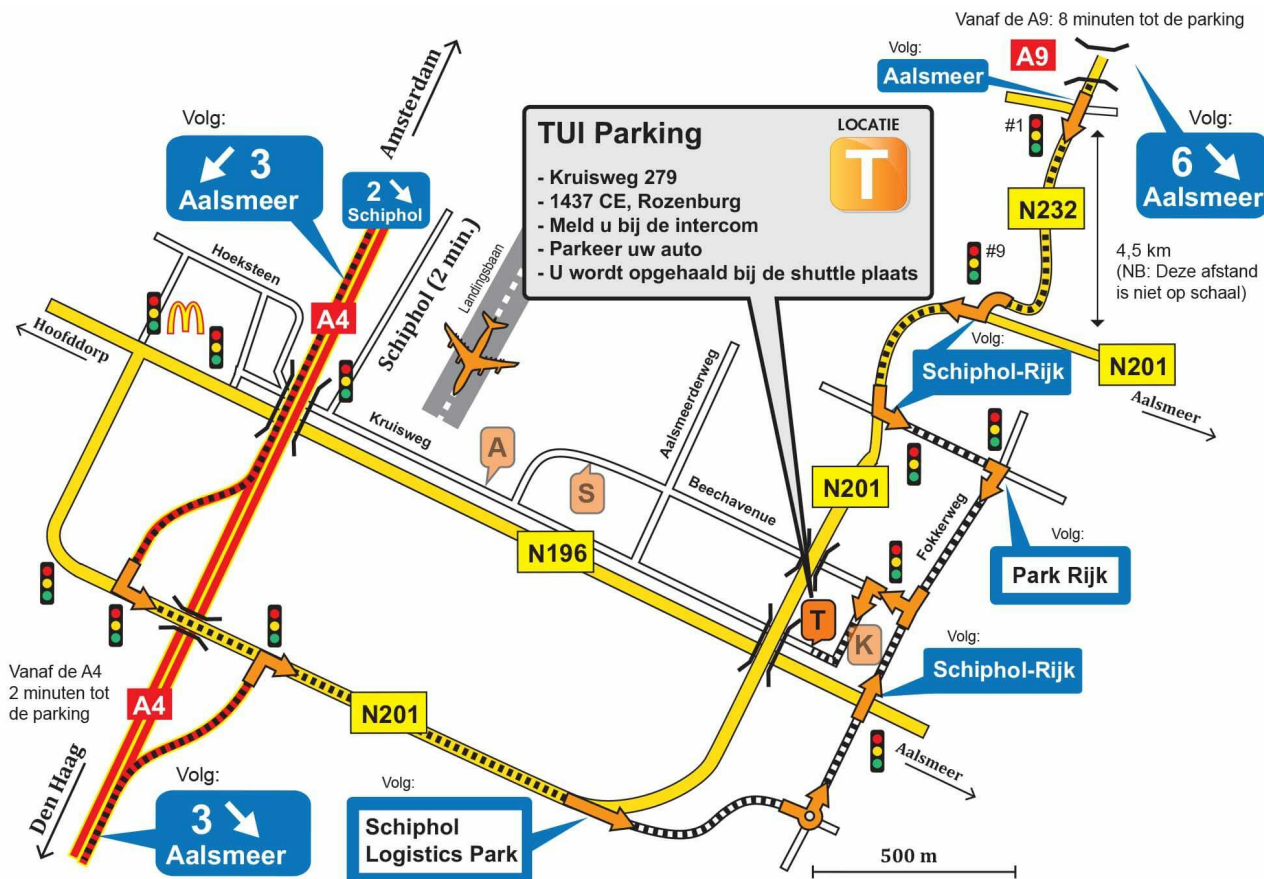 Vanaf de A9: 8 minuten tot de parking
Volg:
Aalsmeer
A9
Volg:
6
Aalsmeer
#1
N232
#9
4,5 km
(NB: Deze afstand
is niet op schaal)
Volg:
Schiphol-Rijk
N201
Aalsmeer
Amsterdam
Volg:
3
Aalsmeer
2
Schiphol
Schiphol (2 min.)
Landingsbaan
TUI Parking
LOCATIE
T
- Kruisweg 279
- 1437 CE, Rozenburg
- Meld u bij de intercom
- Parkeer uw auto
- U wordt opgehaald bij de shuttle plaats
Hoeksteen
Hoofddorp
A4
Kruisweg
A
S
Aalsmeerderweg
Beechavenue
N201
Fokkerweg
Volg:
Park Rijk
N196
T
K
Volg:
Schiphol-Rijk
Aalsmeer
Vanaf de A4
2 minuten tot
de parking
A4
N201
Den Haag
Volg:
3
Aalsmeer
Volg:
Schiphol
Logistics Park
500 m